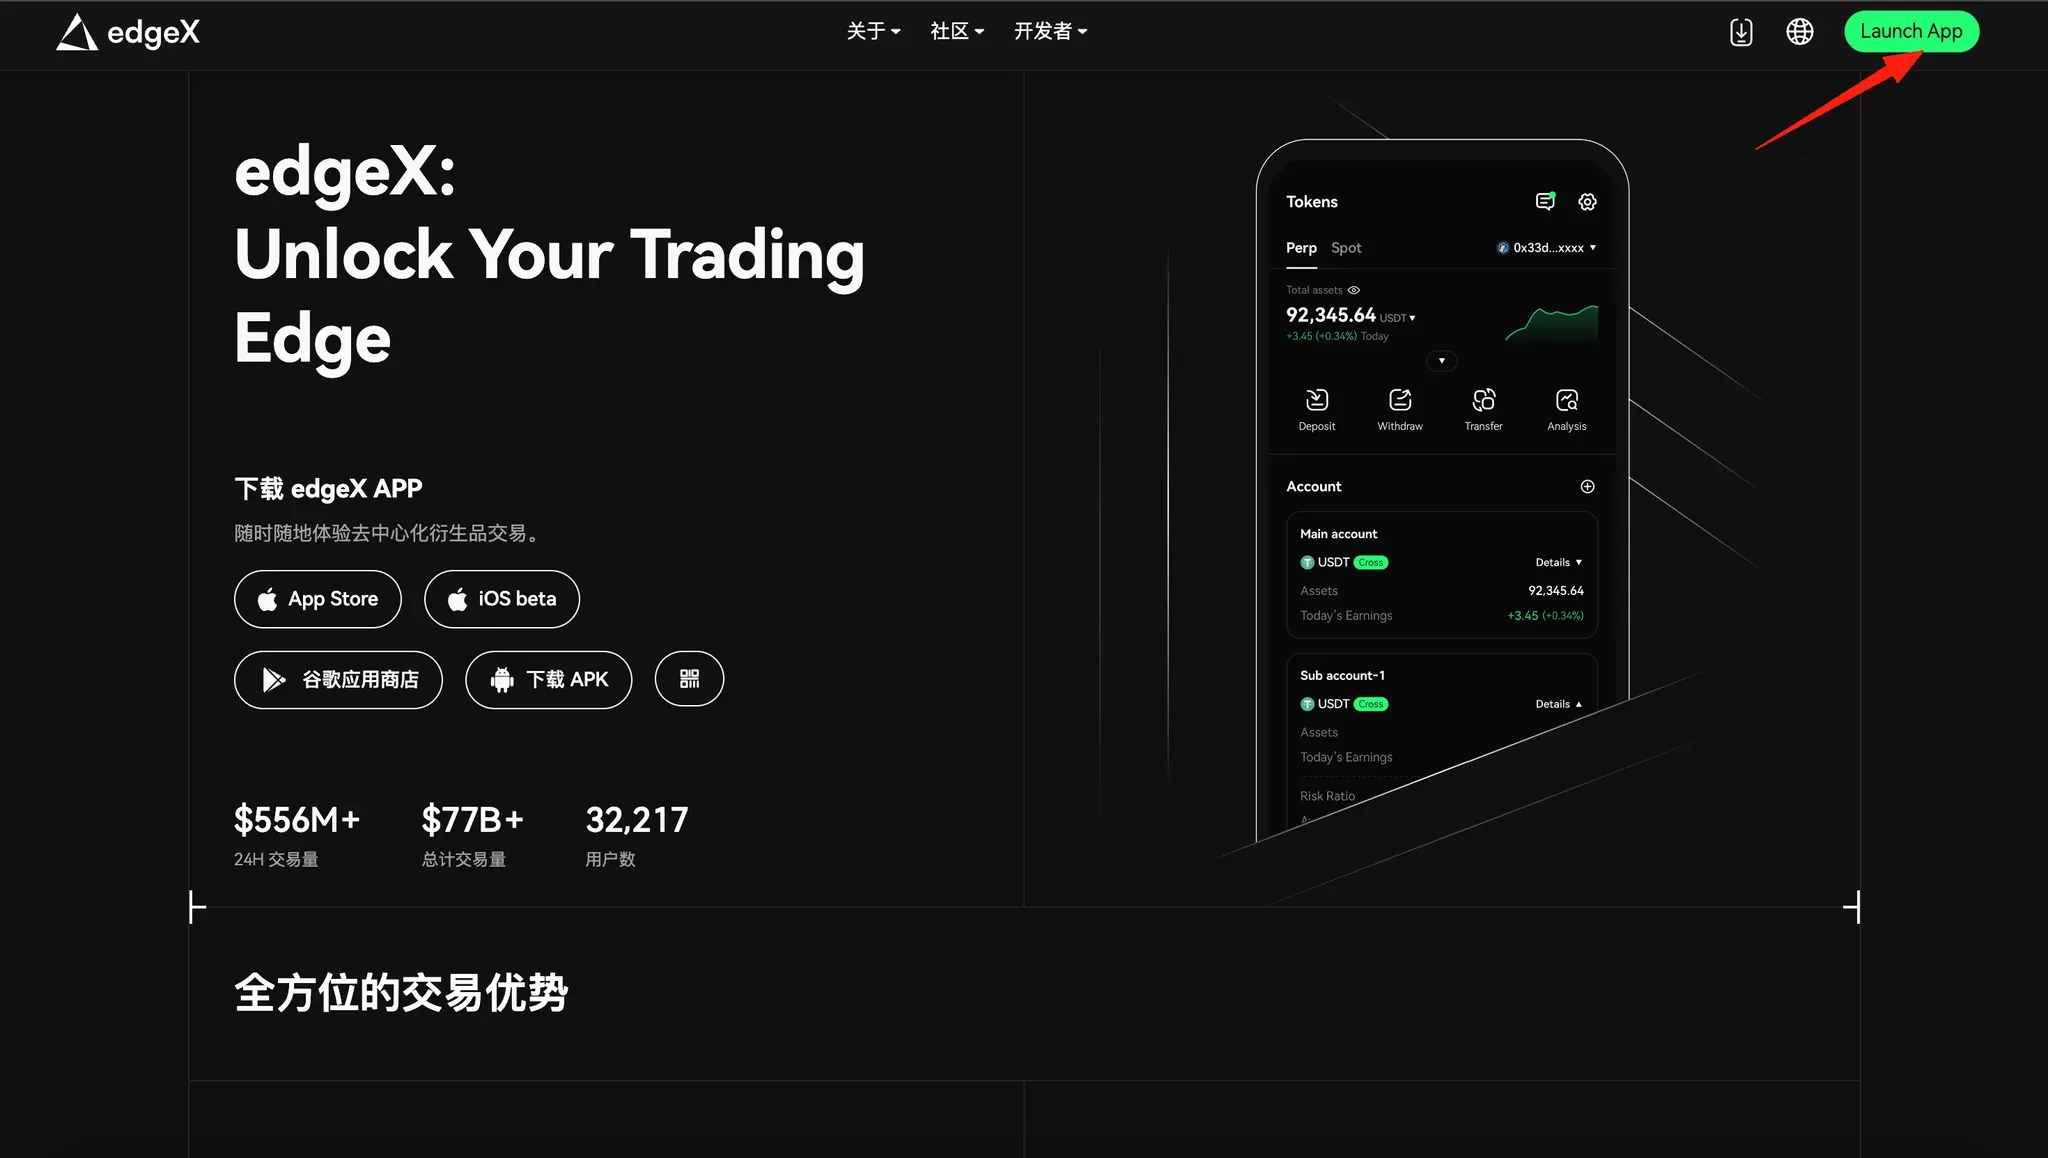 edgeX
关于
社区
开发者
Launch App
edgeX:
Unlock Your Trading
Edge
下载 edgeX APP
随时随地体验去中心化衍生品交易。
App Store
iOS beta
谷歌应用商店
下载 APK
$556M+
$77B+
32,217
24H 交易量
总计交易量
用户数
Tokens
Perp
Spot
0x33d...xxxx
Total assets
92,345.64 USDT
+3.45 (+0.34%) Today
Deposit
Withdraw
Transfer
Analysis
Account
Main account
USDT Cross
Details
Assets
92,345.64
Today's Earnings
+3.45 (+0.34%)
Sub account-1
USDT Cross
Details
Assets
Today's Earnings
Risk Ratio
全方位的交易优势